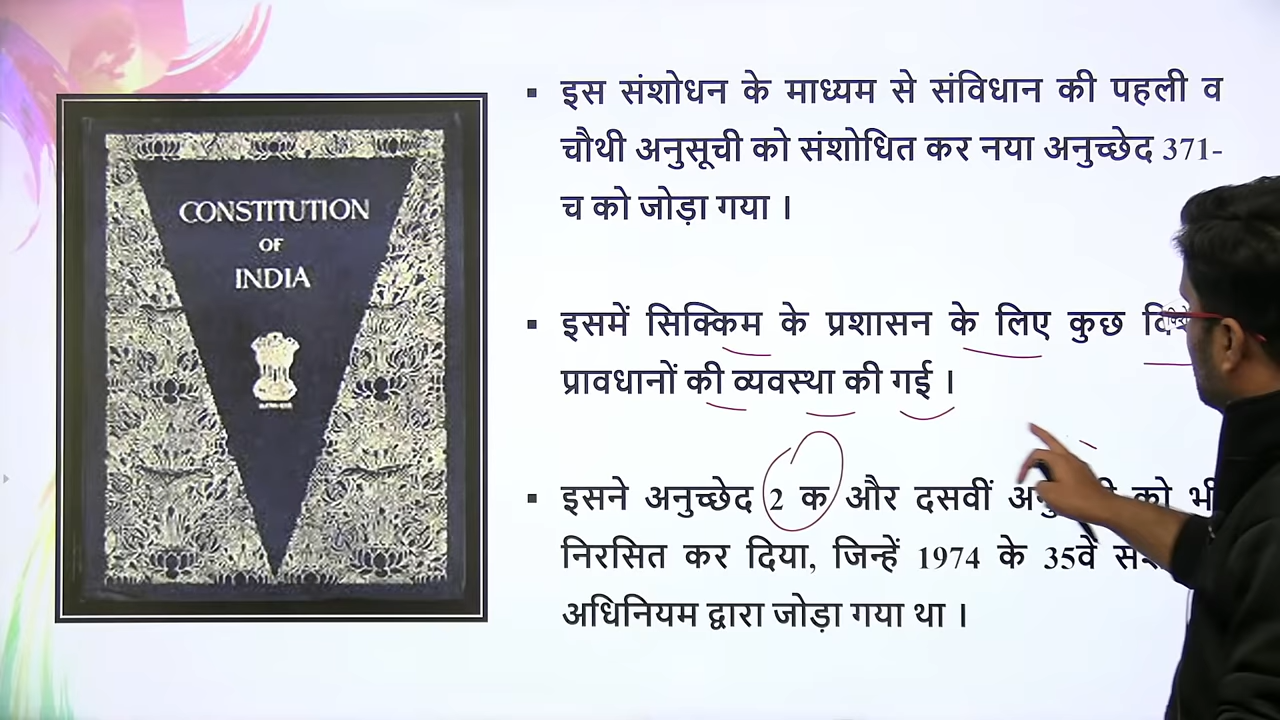 CONSTITUTION
OF
INDIA
▪ इस संशोधन के माध्यम से संविधान की पहली व
चौथी अनुसूची को संशोधित कर नया अनुच्छेद 371-
च को जोड़ा गया ।
▪ इसमें सिक्किम के प्रशासन के लिए कुछ
प्रावधानों की व्यवस्था की गई ।
▪ इसने अनुच्छेद 2 क और दसवीं को भी
निरसित कर दिया, जिन्हें 1974 के 35वें
अधिनियम द्वारा जोड़ा गया था ।